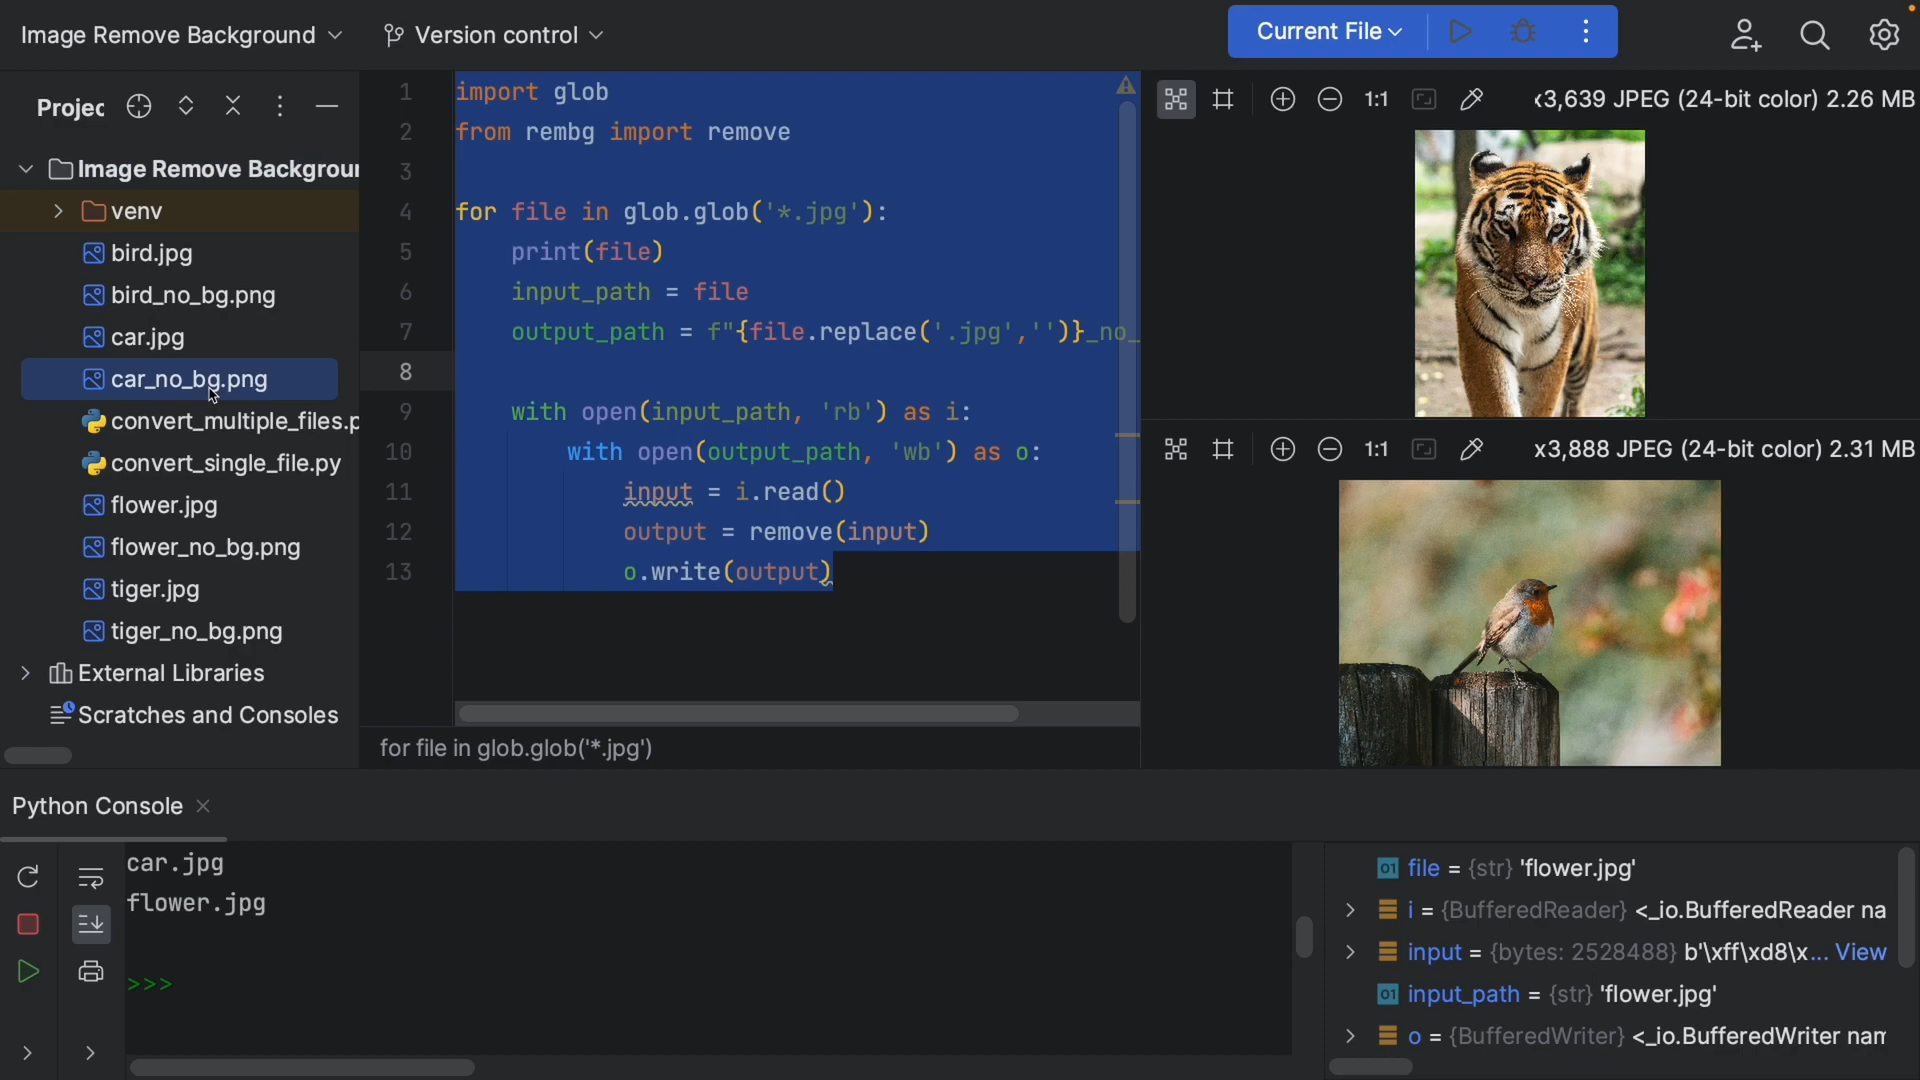 Image Remove Background
Version control
Current File
Projec
Image Remove Backgrou
venv
bird.jpg
bird_no_bg.png
car.jpg
car_no_bg.png
convert_multiple_files.p
convert_single_file.py
flower.jpg
flower_no_bg.png
tiger.jpg
tiger_no_bg.png
External Libraries
Scratches and Consoles
1 import glob
2 from rembg import remove
3
4 for file in glob.glob('*.jpg'):
5 print(file)
6 input_path = file
7 output_path = f"{file.replace('.jpg','')}_no_
8
9 with open(input_path, 'rb') as i:
10 with open(output_path, 'wb') as o:
11 input = i.read()
12 output = remove(input)
13 o.write(output)
for file in glob.glob('*.jpg')
1:1
x3,639 JPEG (24-bit color) 2.26 MB
1:1
x3,888 JPEG (24-bit color) 2.31 MB
Python Console
car.jpg
flower.jpg
>>>
01 file = {str} 'flower.jpg'
i = {BufferedReader} <_io.BufferedReader na
input = {bytes: 2528488} b'\xff\xd8\x... View
01 input_path = {str} 'flower.jpg'
o = {BufferedWriter} <_io.BufferedWriter nam